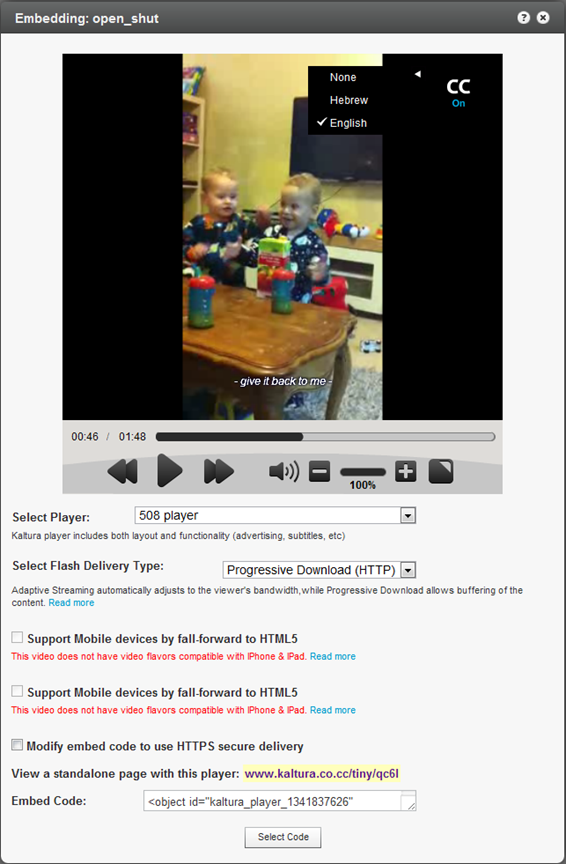 Embedding: open_shut
None
Hebrew
English
CC
On
- give it back to me -
00:46 / 01:48
100%
Select Player: 508 player
Kaltura player includes both layout and functionality (advertising, subtitles, etc)
Select Flash Delivery Type: Progressive Download (HTTP)
Adaptive Streaming automatically adjusts to the viewer's bandwidth,while Progressive Download allows buffering of the
content. Read more
Support Mobile devices by fall-forward to HTML5
This video does not have video flavors compatible with IPhone & IPad. Read more
Support Mobile devices by fall-forward to HTML5
This video does not have video flavors compatible with IPhone & IPad. Read more
Modify embed code to use HTTPS secure delivery
View a standalone page with this player: www.kaltura.co.cc/tiny/qc6l
Embed Code: <object id="kaltura_player_1341837626"
Select Code